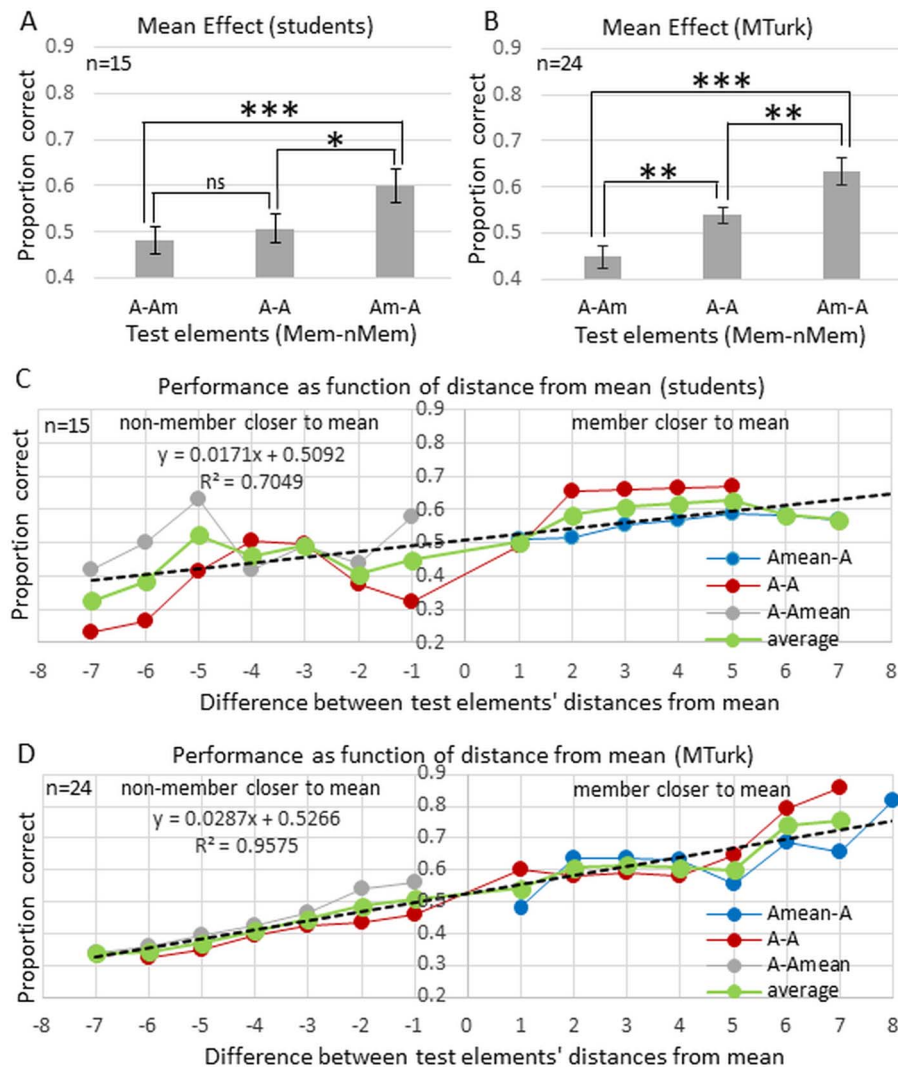 A
Mean Effect (students)
0.9
n=15
0.8
0.7
0.6
0.5
0.4
Proportion correct
***
*
ns
A-Am
A-A
Am-A
Test elements (Mem-nMem)
B
Mean Effect (MTurk)
0.9
n=24
0.8
0.7
0.6
0.5
0.4
Proportion correct
***
**
**
A-Am
A-A
Am-A
Test elements (Mem-nMem)
C
Performance as function of distance from mean (students)
n=15
non-member closer to mean
member closer to mean
y = 0.0171x + 0.5092
R² = 0.7049
Proportion correct
0.9
0.8
0.7
0.6
0.5
0.4
0.3
0.2
Amean-A
A-A
A-Amean
average
-8 -7 -6 -5 -4 -3 -2 -1 0 1 2 3 4 5 6 7 8
Difference between test elements' distances from mean
D
Performance as function of distance from mean (MTurk)
n=24
non-member closer to mean
member closer to mean
y = 0.0287x + 0.5266
R² = 0.9575
Proportion correct
0.9
0.8
0.7
0.6
0.5
0.4
0.3
0.2
Amean-A
A-A
A-Amean
average
-8 -7 -6 -5 -4 -3 -2 -1 0 1 2 3 4 5 6 7 8
Difference between test elements' distances from mean